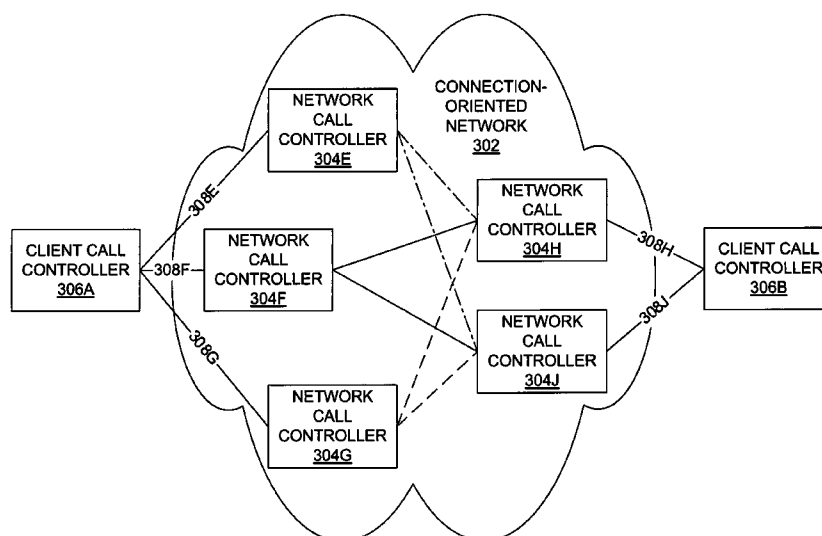 NETWORK
CALL
CONTROLLER
304E
CONNECTION-
ORIENTED
NETWORK
302
308E
CLIENT CALL
CONTROLLER
306A
308F
NETWORK
CALL
CONTROLLER
304F
NETWORK
CALL
CONTROLLER
304H
308H
CLIENT CALL
CONTROLLER
306B
308G
NETWORK
CALL
CONTROLLER
304J
308J
NETWORK
CALL
CONTROLLER
304G